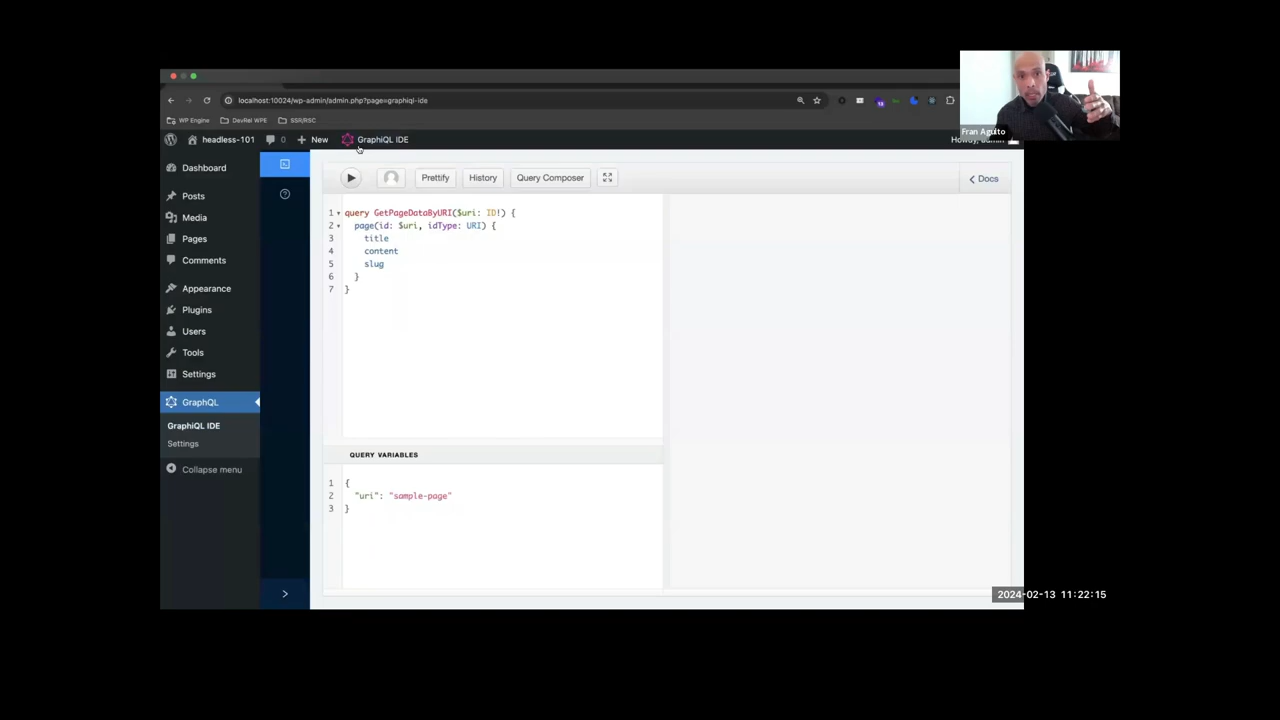 localhost:10024/wp-admin/admin.php?page=graphiql-ide
WP Engine
DevRel WPE
SSR/RSC
headless-101
0
+ New
GraphiQL IDE
Howdy, admin
Fran Agulto
Dashboard
Posts
Media
Pages
Comments
Appearance
Plugins
Users
Tools
Settings
GraphQL
GraphiQL IDE
Settings
Collapse menu
Prettify
History
Query Composer
< Docs
1 query GetPageDataByURI($uri: ID!) {
2 page(id: $uri, idType: URI) {
3 title
4 content
5 slug
6 }
7 }
QUERY VARIABLES
1 {
2 "uri": "sample-page"
3 }
2024-02-13 11:22:15